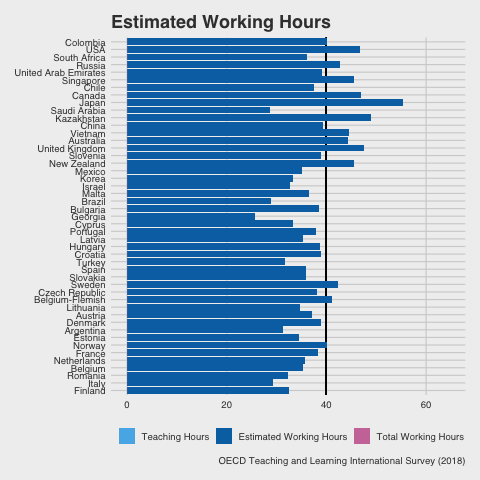 Estimated Working Hours
Colombia
USA
South Africa
Russia
United Arab Emirates
Singapore
Chile
Canada
Japan
Saudi Arabia
Kazakhstan
China
Vietnam
Australia
United Kingdom
Slovenia
New Zealand
Mexico
Korea
Israel
Malta
Brazil
Bulgaria
Georgia
Cyprus
Portugal
Latvia
Hungary
Croatia
Turkey
Spain
Slovakia
Sweden
Czech Republic
Belgium-Flemish
Lithuania
Austria
Denmark
Argentina
Estonia
Norway
France
Netherlands
Belgium
Romania
Italy
Finland
0 20 40 60
Teaching Hours Estimated Working Hours Total Working Hours
OECD Teaching and Learning International Survey (2018)